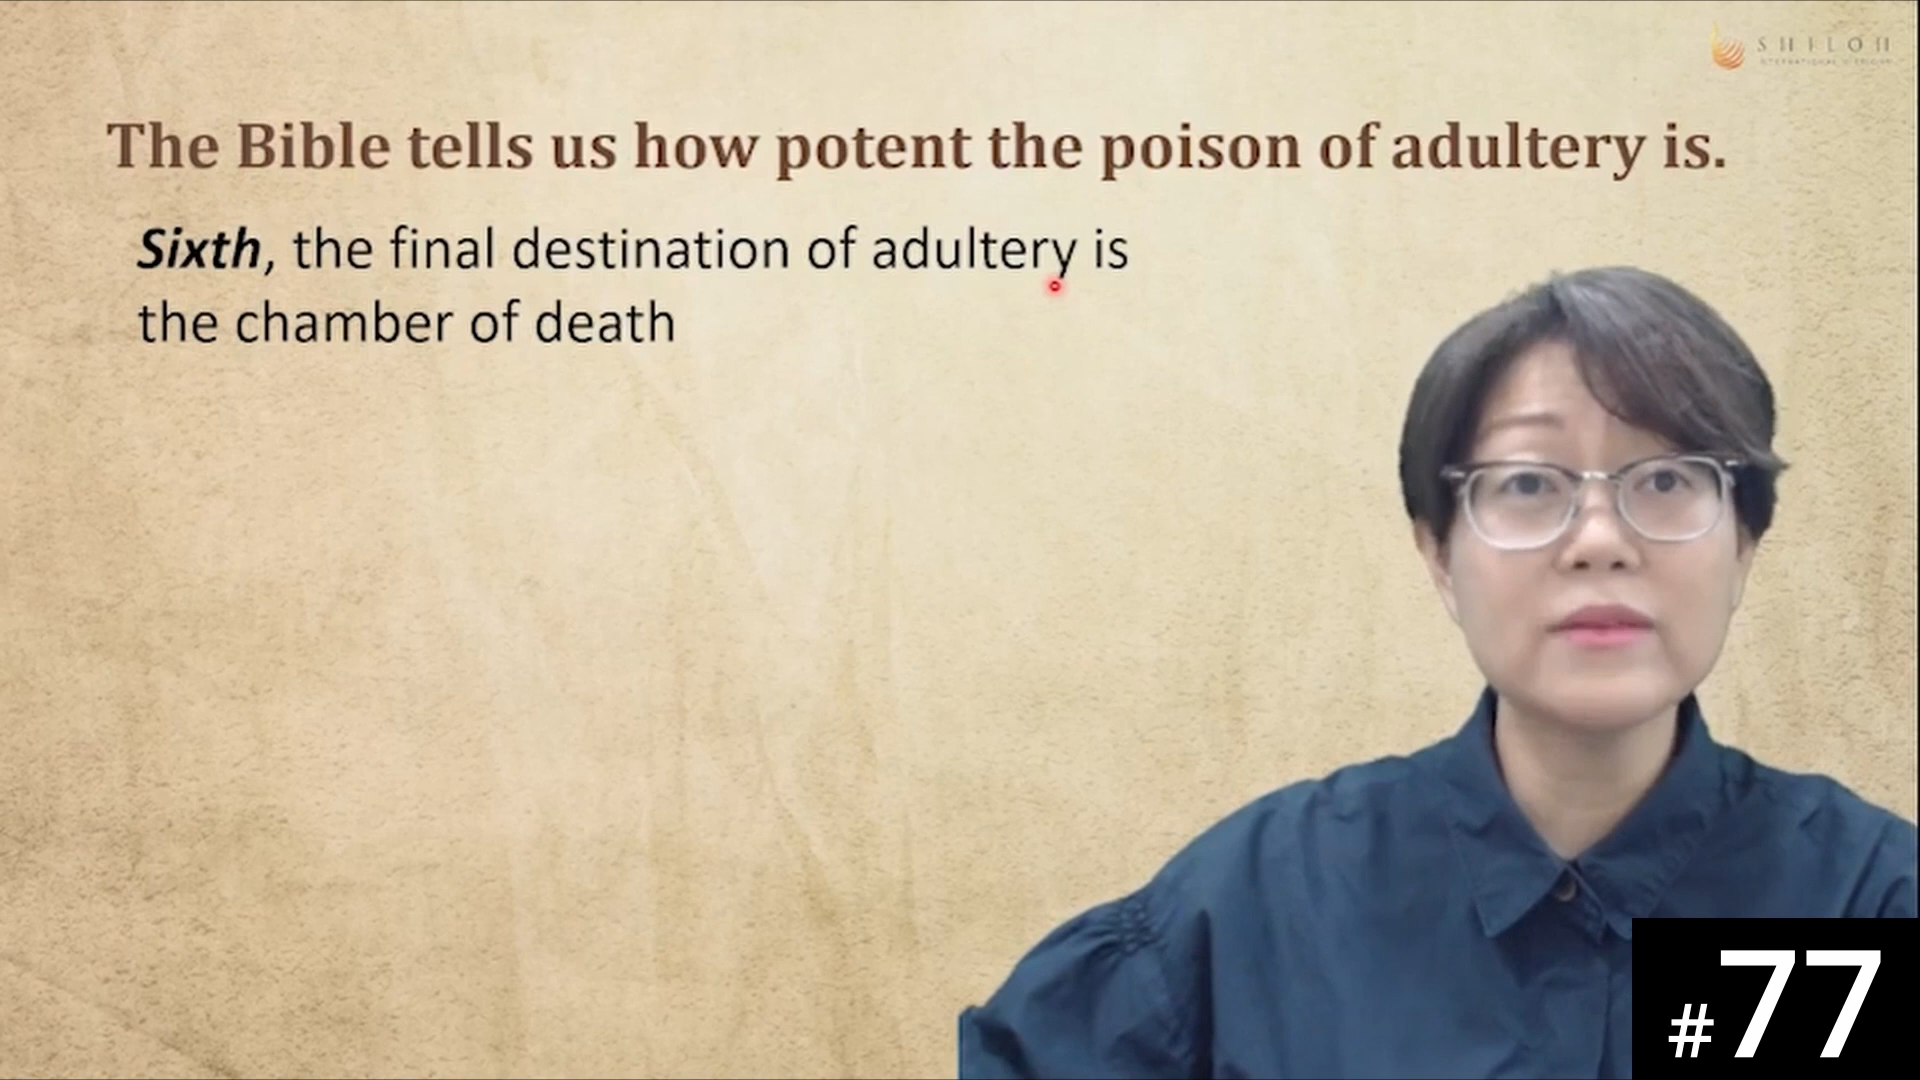 SHILOH
The Bible tells us how potent the poison of adultery is.
Sixth, the final destination of adultery is
the chamber of death
#77